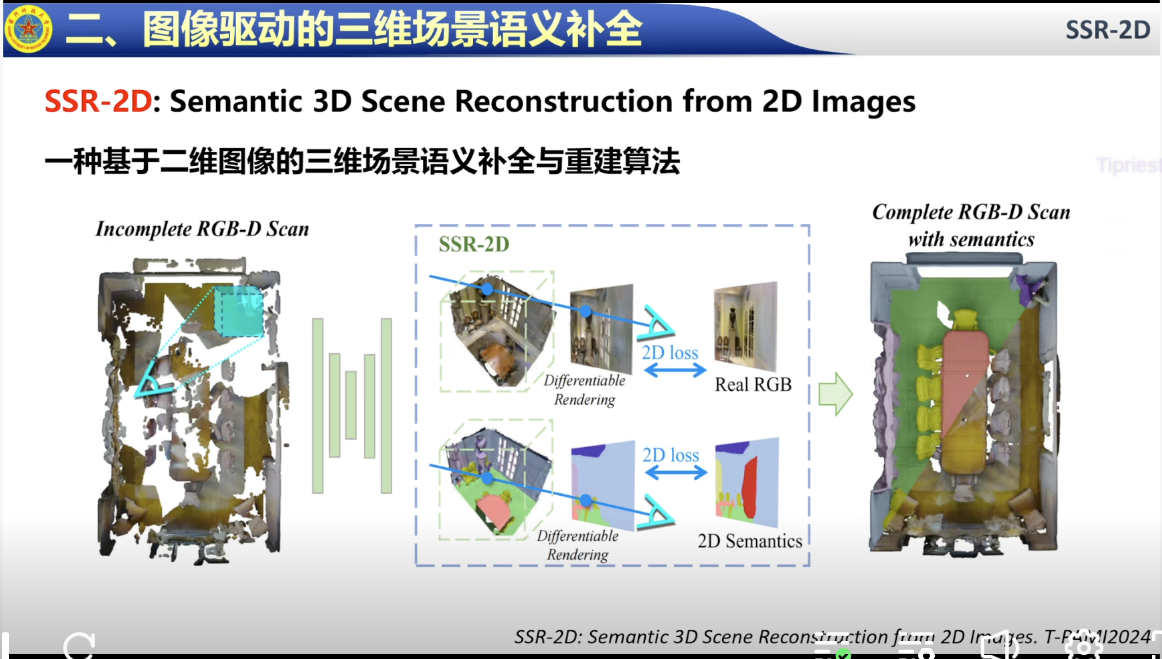 二、图像驱动的三维场景语义补全
SSR-2D
SSR-2D: Semantic 3D Scene Reconstruction from 2D Images
一种基于二维图像的三维场景语义补全与重建算法
Tipriest
Incomplete RGB-D Scan
SSR-2D
2D loss
Differentiable
Rendering
Real RGB
2D loss
Differentiable
Rendering
2D Semantics
Complete RGB-D Scan
with semantics
SSR-2D: Semantic 3D Scene Reconstruction from 2D Images. T-PAMI2024